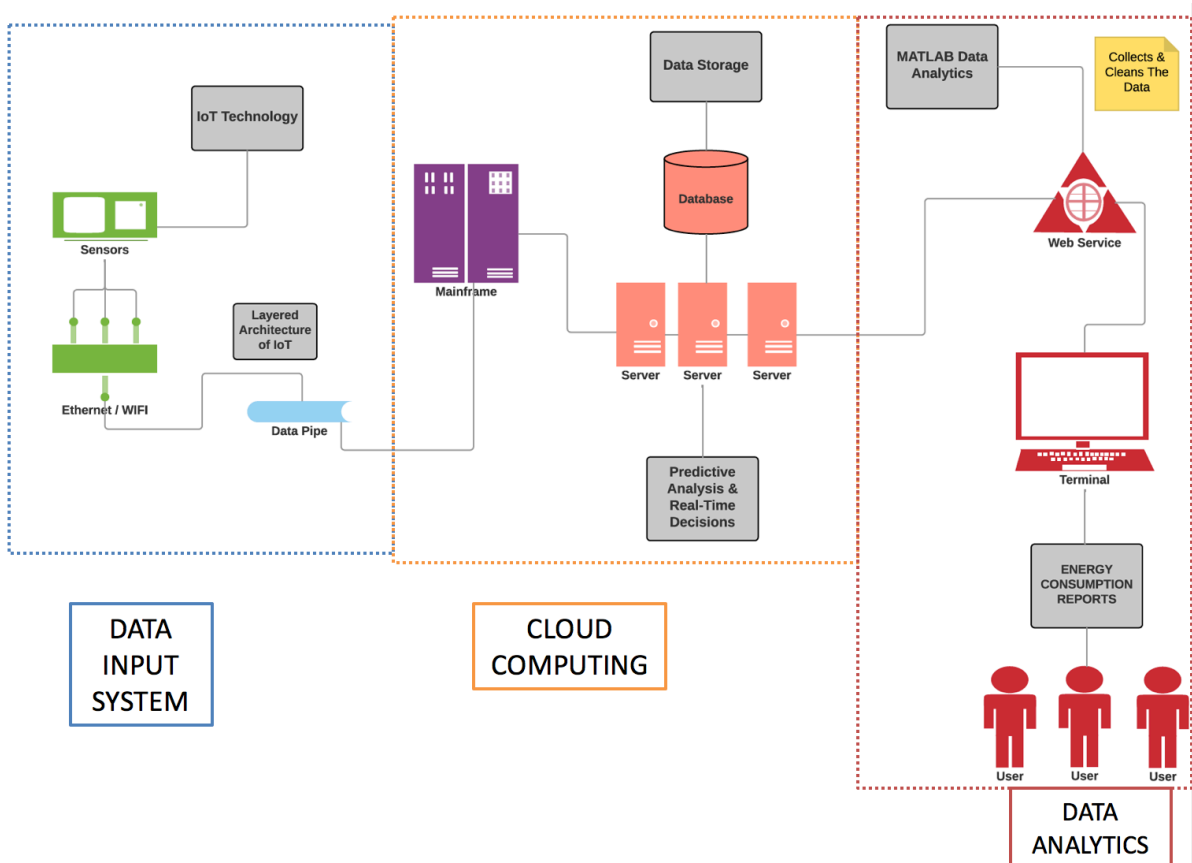 IoT Technology
Sensors
Ethernet / WIFI
Layered
Architecture
of IoT
Data Pipe
DATA
INPUT
SYSTEM
Data Storage
Database
Mainframe
Server
Server
Server
Predictive
Analysis &
Real-Time
Decisions
CLOUD
COMPUTING
MATLAB Data
Analytics
Collects &
Cleans The
Data
Web Service
Terminal
ENERGY
CONSUMPTION
REPORTS
User
User
User
DATA
ANALYTICS